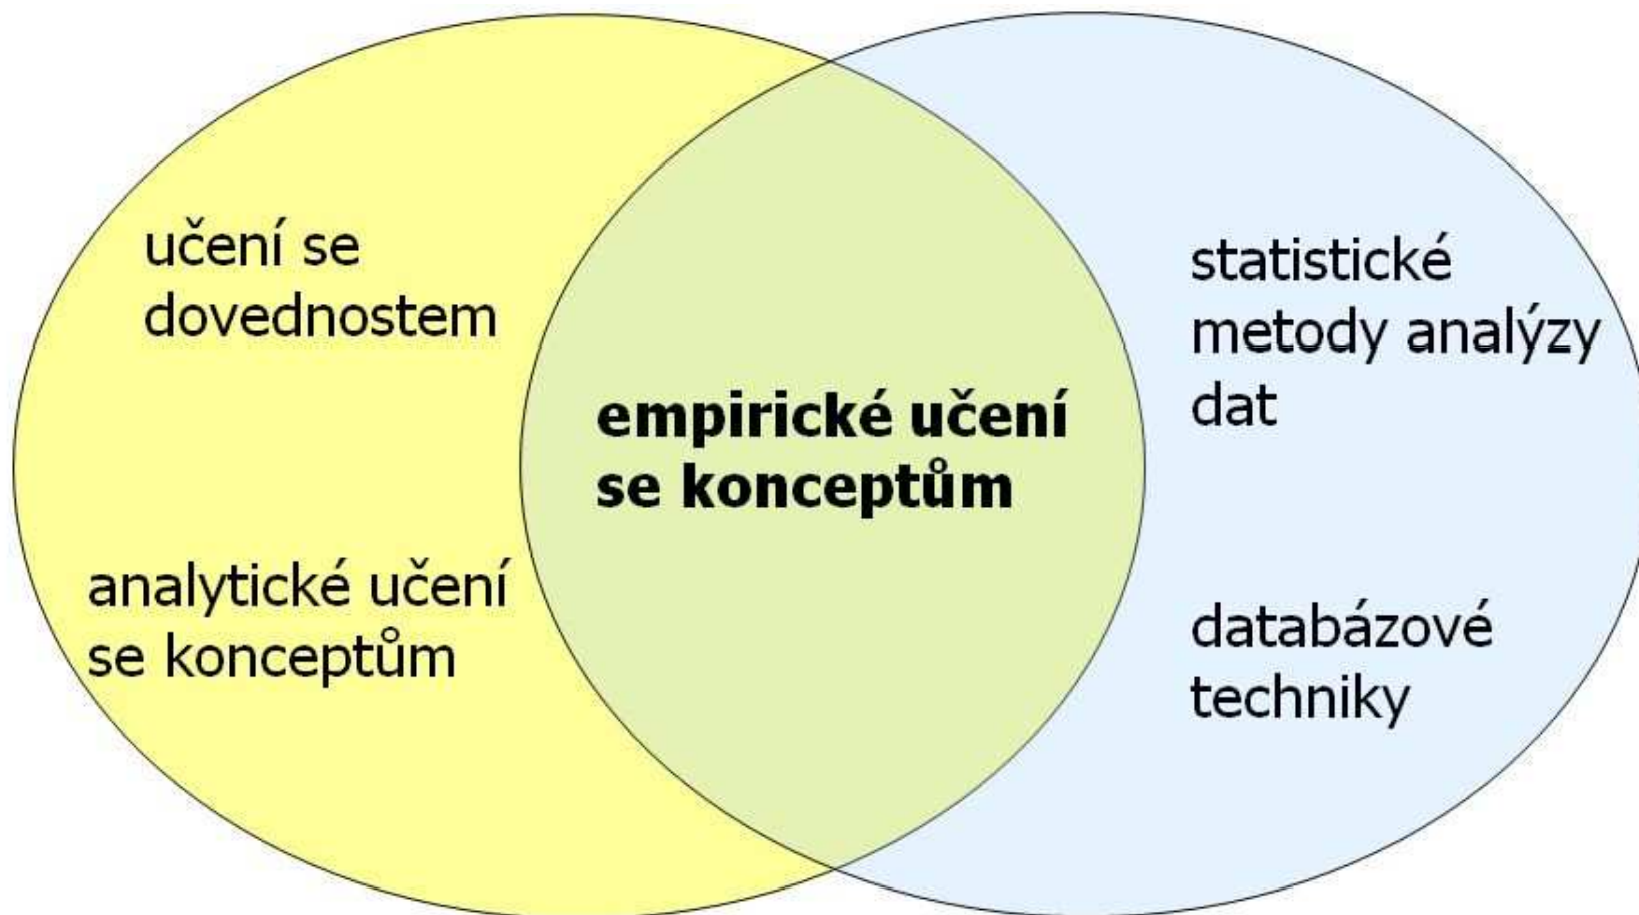 učení se
dovednostem
analytické učení
se konceptům
empirické učení
se konceptům
statistické
metody analýzy
dat
databázové
techniky